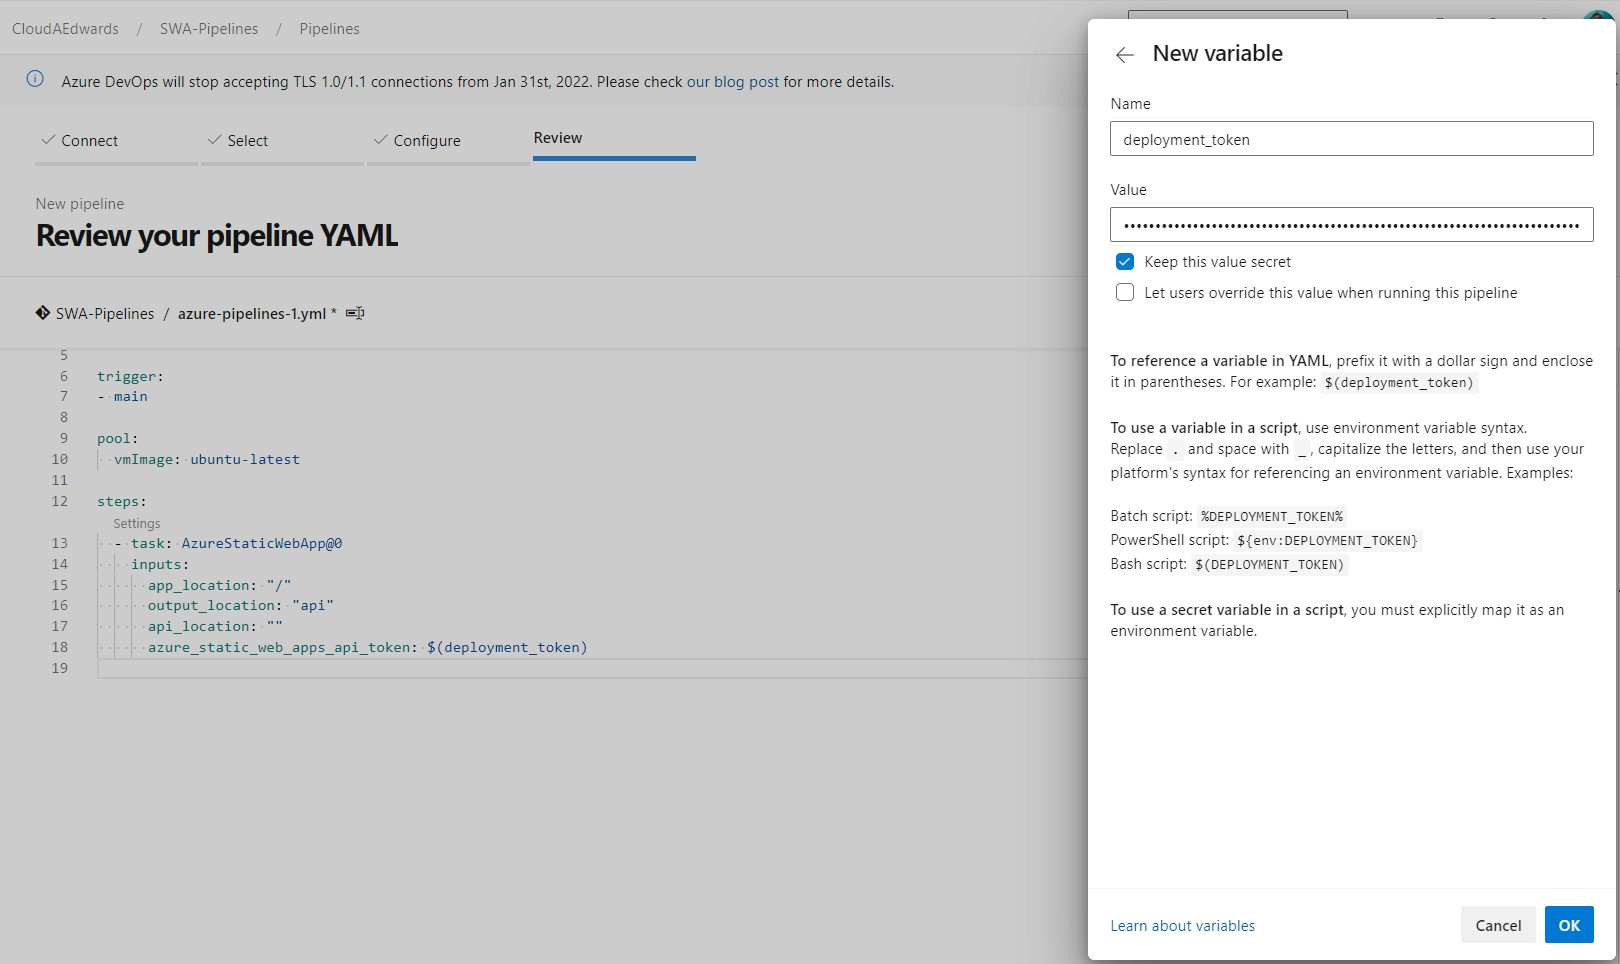 CloudAEdwards / SWA-Pipelines / Pipelines
Azure DevOps will stop accepting TLS 1.0/1.1 connections from Jan 31st, 2022. Please check our blog post for more details.
Connect
Select
Configure
Review
New pipeline
Review your pipeline YAML
SWA-Pipelines / azure-pipelines-1.yml *
5
6 trigger:
7 - main
8
9 pool:
10 vmImage: ubuntu-latest
11
12 steps:
Settings
13 - task: AzureStaticWebApp@0
14 inputs:
15 app_location: "/"
16 output_location: "api"
17 api_location: ""
18 azure_static_web_apps_api_token: $(deployment_token)
19
New variable
Name
deployment_token
Value
Keep this value secret
Let users override this value when running this pipeline
To reference a variable in YAML, prefix it with a dollar sign and enclose
it in parentheses. For example: $(deployment_token)
To use a variable in a script, use environment variable syntax.
Replace . and space with _ , capitalize the letters, and then use your
platform's syntax for referencing an environment variable. Examples:
Batch script: %DEPLOYMENT_TOKEN%
PowerShell script: ${env:DEPLOYMENT_TOKEN}
Bash script: $(DEPLOYMENT_TOKEN)
To use a secret variable in a script, you must explicitly map it as an
environment variable.
Learn about variables
Cancel
OK